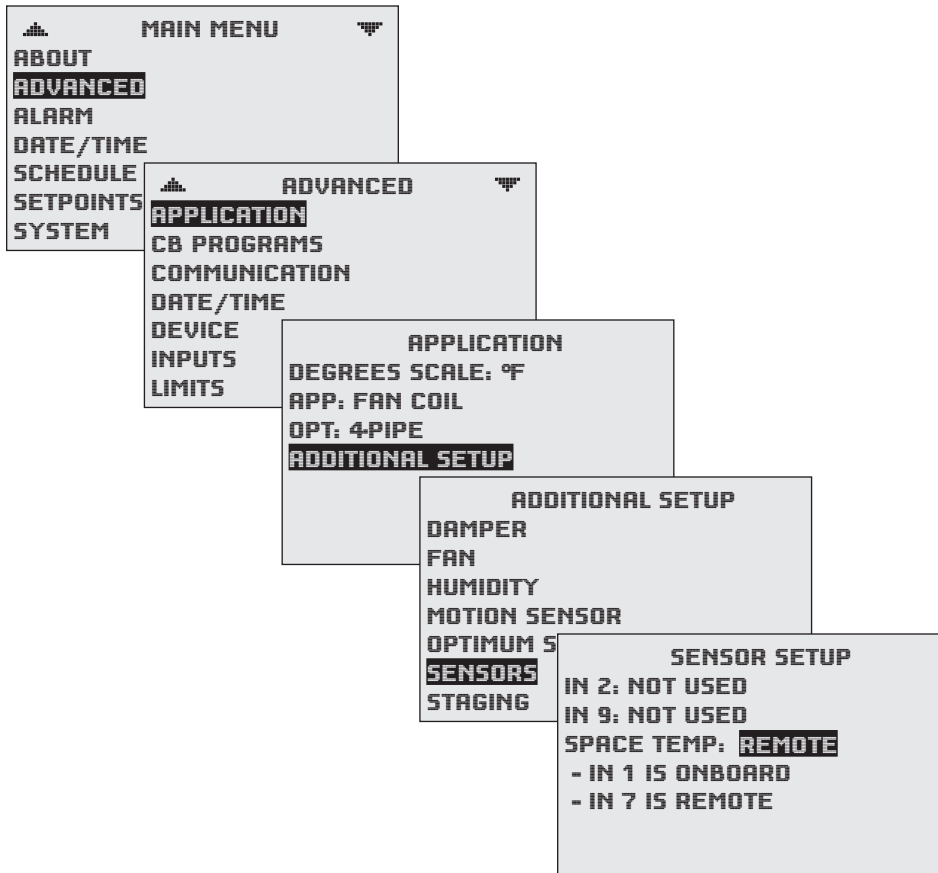 MAIN MENU
ABOUT
ADVANCED
ALARM
DATE/TIME
SCHEDULE
SETPOINTS
SYSTEM
ADVANCED
APPLICATION
CB PROGRAMS
COMMUNICATION
DATE/TIME
DEVICE
INPUTS
LIMITS
APPLICATION
DEGREES SCALE: °F
APP: FAN COIL
OPT: 4-PIPE
ADDITIONAL SETUP
ADDITIONAL SETUP
DAMPER
FAN
HUMIDITY
MOTION SENSOR
OPTIMUM S
SENSORS
STAGING
SENSOR SETUP
IN 2: NOT USED
IN 9: NOT USED
SPACE TEMP: REMOTE
- IN 1 IS ONBOARD
- IN 7 IS REMOTE